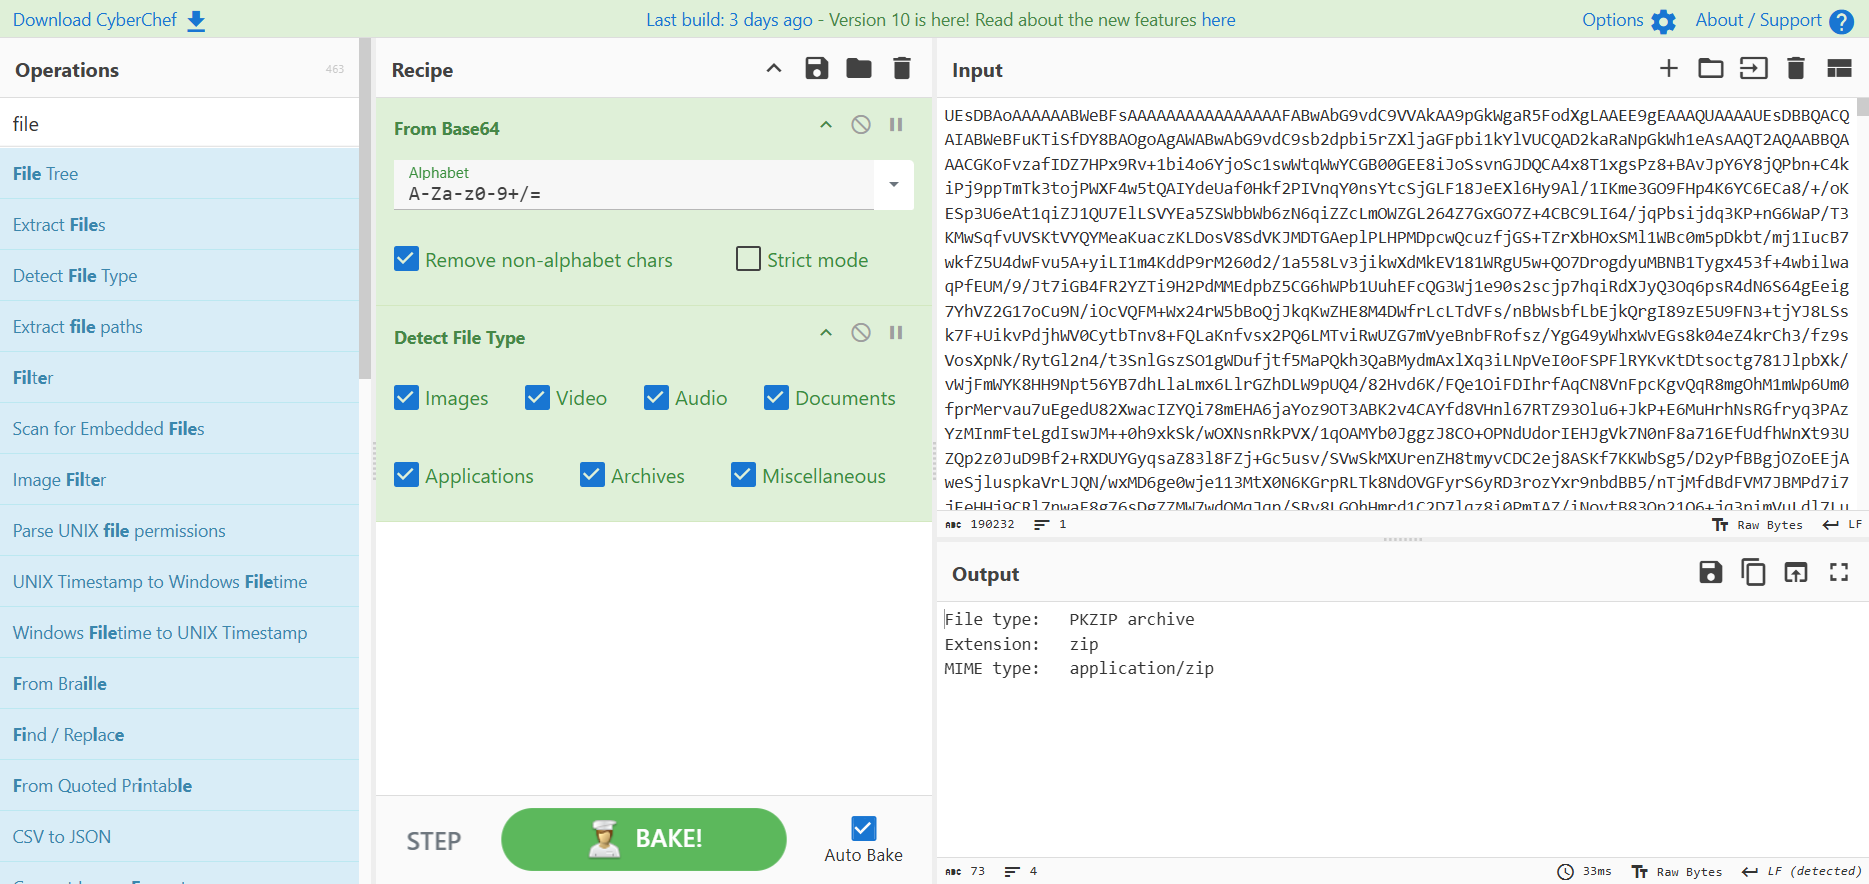 Download CyberChef
Last build: 3 days ago - Version 10 is here! Read about the new features here
Options
About / Support
Operations
463
file
File Tree
Extract Files
Detect File Type
Extract file paths
Filter
Scan for Embedded Files
Image Filter
Parse UNIX file permissions
UNIX Timestamp to Windows Filetime
Windows Filetime to UNIX Timestamp
From Braille
Find / Replace
From Quoted Printable
CSV to JSON
Recipe
From Base64
Alphabet
A-Za-z0-9+/=
Remove non-alphabet chars
Strict mode
Detect File Type
Images
Video
Audio
Documents
Applications
Archives
Miscellaneous
STEP
BAKE!
Auto Bake
Input
UEsDBAoAAAAAABWeBFsAAAAAAAAAAAAAAAAFABwAbG9vdC9VVAkAA9pGkWgaR5FodXgLAAEE9gEAAAQUAAAAUEsDBBQACQ
AIABWeBFuKTiSfDY8BAOgoAgAWABwAbG9vdC9sb2dpbi5rZXljaGFpbi1kYlVUCQAD2kaRaNpGkWh1eAsAAQT2AQAABBQA
AACGKoFvzafIDZ7HPx9Rv+1bi4o6YjoSc1swWtqWwYCGB00GEE8iJoSsvnGJDQCA4x8T1xgsPz8+BAvJpY6Y8jQPbn+C4k
iPj9ppTmTk3tojPWXF4w5tQAIYdeUaf0Hkf2PIVnqY0nsYtcSjGLF18JeEXl6Hy9Al/1IKme3GO9FHp4K6YC6ECa8/+/oK
ESp3U6eAt1qiZJ1QU7ElLSVYEa5ZSWbbWb6zN6qiZZcLmOWZGL264Z7GxGO7Z+4CBC9LI64/jqPbsijdq3KP+nG6WaP/T3
KMwSqfvUVSKtVYQYMeaKuaczKLDosV8SdVKJMDTGAeplPLHPMDpcwQcuzfjGS+TZrXbHOxSMl1WBc0m5pDkbt/mj1IucB7
wkfZ5U4dwFvu5A+yiLI1m4KddP9rM260d2/1a558Lv3jikwXdMkEV181WRgU5w+QO7DrogdyuMBNB1Tygx453f+4wbilwa
qPfEUM/9/Jt7iGB4FR2YZTi9H2PdMMEdpbZ5CG6hWPb1UuhEFcQG3Wj1e90s2scjp7hqiRdXJyQ3Oq6psR4dN6S64gEeig
7YhVZ2G17oCu9N/iOcVQFM+Wx24rW5bBoQjJkqKwZHE8M4DWfrLcLTdVFs/nBbWsbfLbEjkQrgI89zE5U9FN3+tjYJ8LSs
k7F+UikvPdjhWV0CytbTnv8+FQLaKnfvsx2PQ6LMTviRwUZG7mVyeBnbFRofsz/YgG49yWhxWvEGs8k04eZ4krCh3/fz9s
VosXpNk/RytGl2n4/t3SnlGszSO1gWDufjtf5MaPQkh3QaBMydmAxlXq3iLNpVeI0oFSPFlRYKvKtDtsoctg781JlpbXk/
vWjFmWYK8HH9Npt56YB7dhLlaLmx6LlrGZhDLW9pUQ4/82Hvd6K/FQe1OiFDIhrfAqCN8VnFpcKgvQqR8mgOhM1mWp6Um0
fprMervau7uEgedU82XwacIZYQi78mEHA6jaYoz9OT3ABK2v4CAYfd8VHnl67RTZ93Olu6+JkP+E6MuHrhNsRGfryq3PAz
YzMInmFteLgdIswJM++0h9xkSk/wOXNsnRkPVX/1qOAMYb0JggzJ8CO+OPNdUdorIEHJgVk7N0nF8a716EfUdfhWnXt93U
ZQp2z0JuD9Bf2+RXDUYGyqsaZ83l8FZj+Gc5usv/SVwSkMXUrenZH8tmyvCDC2ej8ASKf7KKWbSg5/D2yPfBBgjOZoEEjA
weSjluspkaVrLJQN/wxMD6ge0wje113MtX0N6KGrpRLTk8NdOVGFyrS6yRD3rozYxr9nbdBB5/nTjMfdBdFVM7JBMPd7i7
190232
1
Raw Bytes
LF
Output
File type:   PKZIP archive
Extension:   zip
MIME type:   application/zip
73
4
33ms
Raw Bytes
LF (detected)